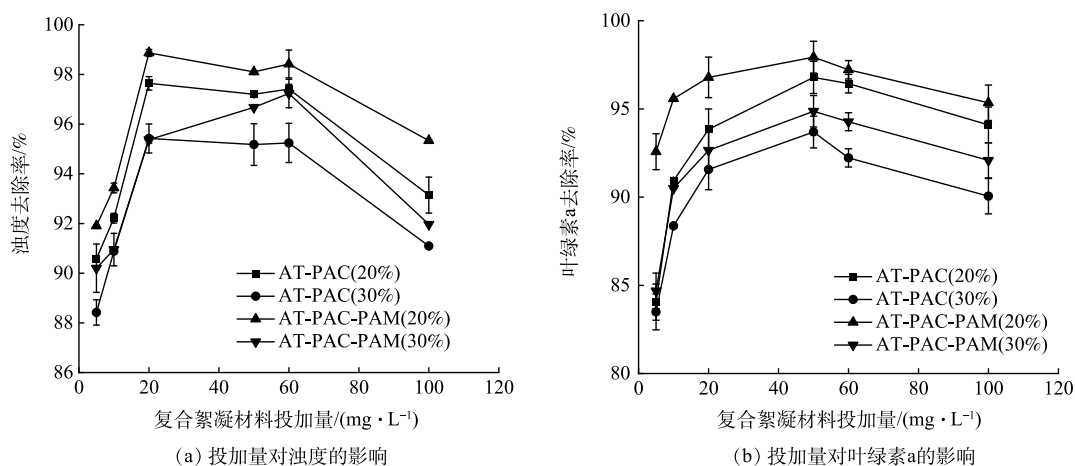 100
98
96
94
92
90
88
86
浊度去除率/%
AT-PAC(20%)
AT-PAC(30%)
AT-PAC-PAM(20%)
AT-PAC-PAM(30%)
0 20 40 60 80 100 120
复合絮凝材料投加量/(mg·L⁻¹)
(a) 投加量对浊度的影响
100
95
90
85
80
叶绿素a去除率/%
AT-PAC(20%)
AT-PAC(30%)
AT-PAC-PAM(20%)
AT-PAC-PAM(30%)
0 20 40 60 80 100 120
复合絮凝材料投加量/(mg·L⁻¹)
(b) 投加量对叶绿素a的影响